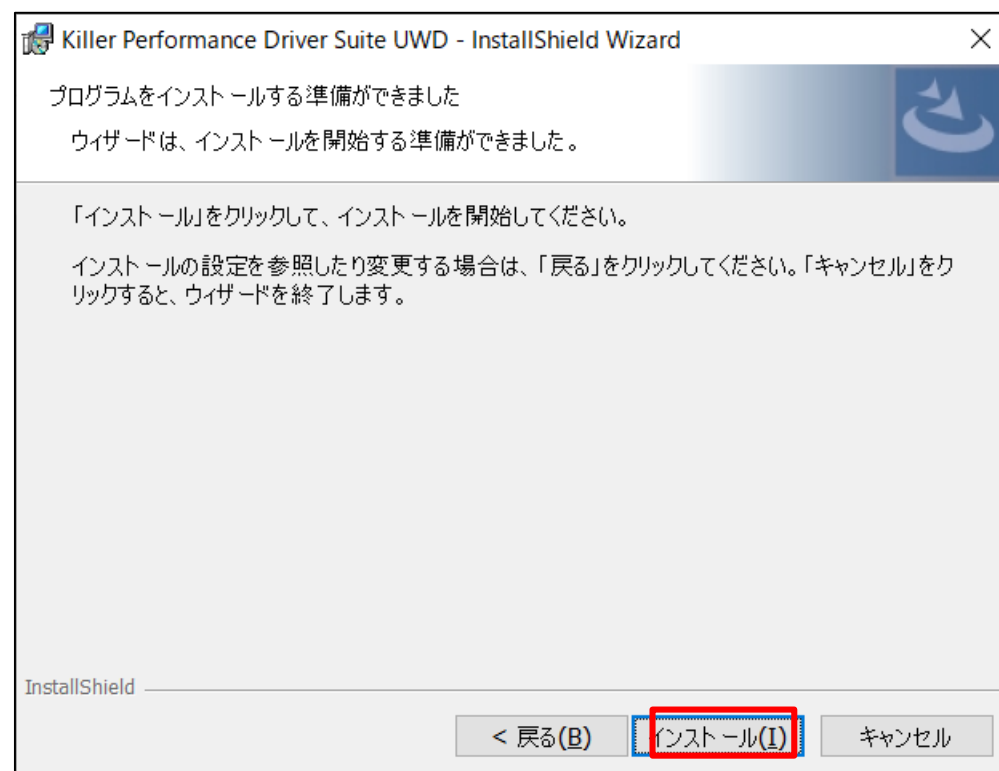 Killer Performance Driver Suite UWD - InstallShield Wizard
プログラムをインストールする準備ができました
ウィザードは、インストールを開始する準備ができました。
「インストール」をクリックして、インストールを開始してください。
インストールの設定を参照したり変更する場合は、「戻る」をクリックしてください。「キャンセル」をク
リックすると、ウィザードを終了します。
InstallShield
< 戻る(B)
インストール(I)
キャンセル